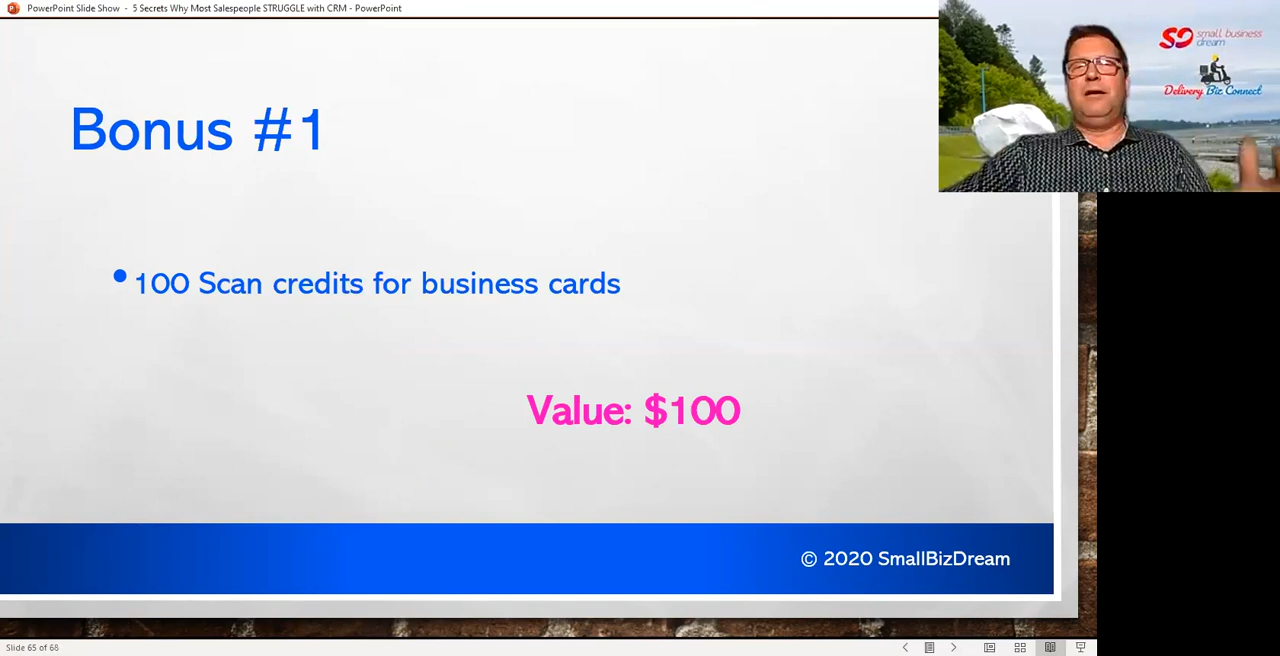 PowerPoint Slide Show - 5 Secrets Why Most Salespeople STRUGGLE with CRM - PowerPoint
small business
dream
Delivery Biz Connect
Bonus #1
• 100 Scan credits for business cards
Value: $100
© 2020 SmallBizDream
Slide 65 of 68